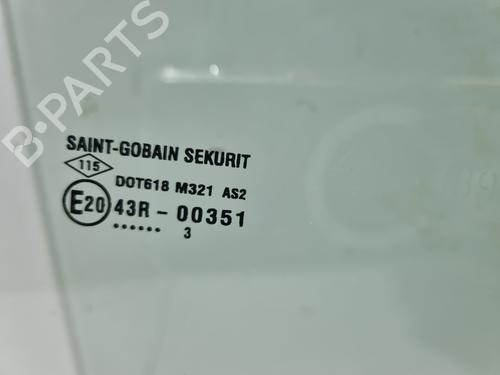 B-PARTS
SAINT-GOBAIN SEKURIT
115
DOT618 M321 AS2
E20 43R - 00351
...... 3